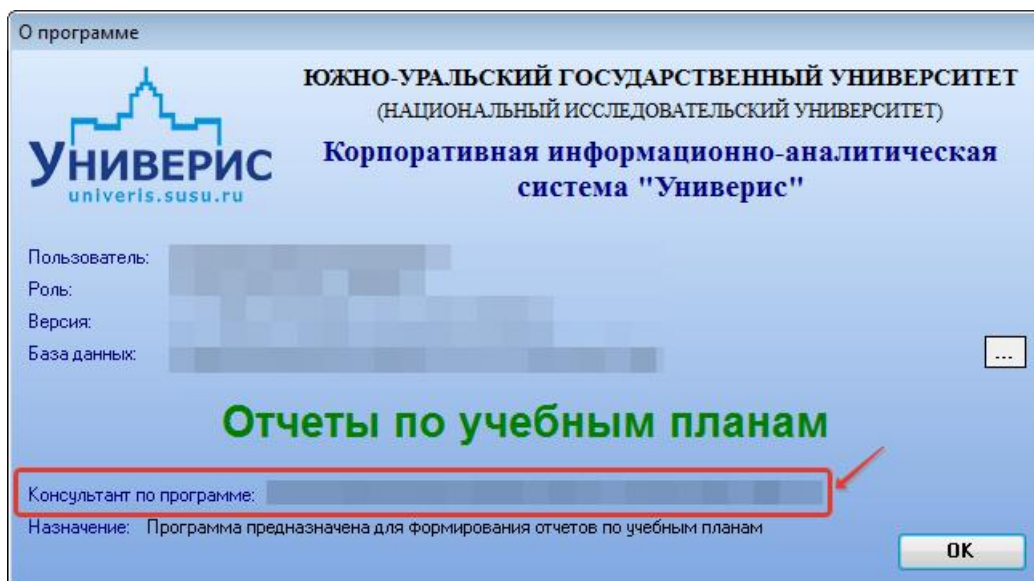 О программе
УНИВЕРИС
univeris.susu.ru
ЮЖНО-УРАЛЬСКИЙ ГОСУДАРСТВЕННЫЙ УНИВЕРСИТЕТ
(НАЦИОНАЛЬНЫЙ ИССЛЕДОВАТЕЛЬСКИЙ УНИВЕРСИТЕТ)
Корпоративная информационно-аналитическая
система "Универис"
Пользователь:
Роль:
Версия:
База данных:
...
Отчеты по учебным планам
Консультант по программе:
Назначение: Программа предназначена для формирования отчетов по учебным планам
OK